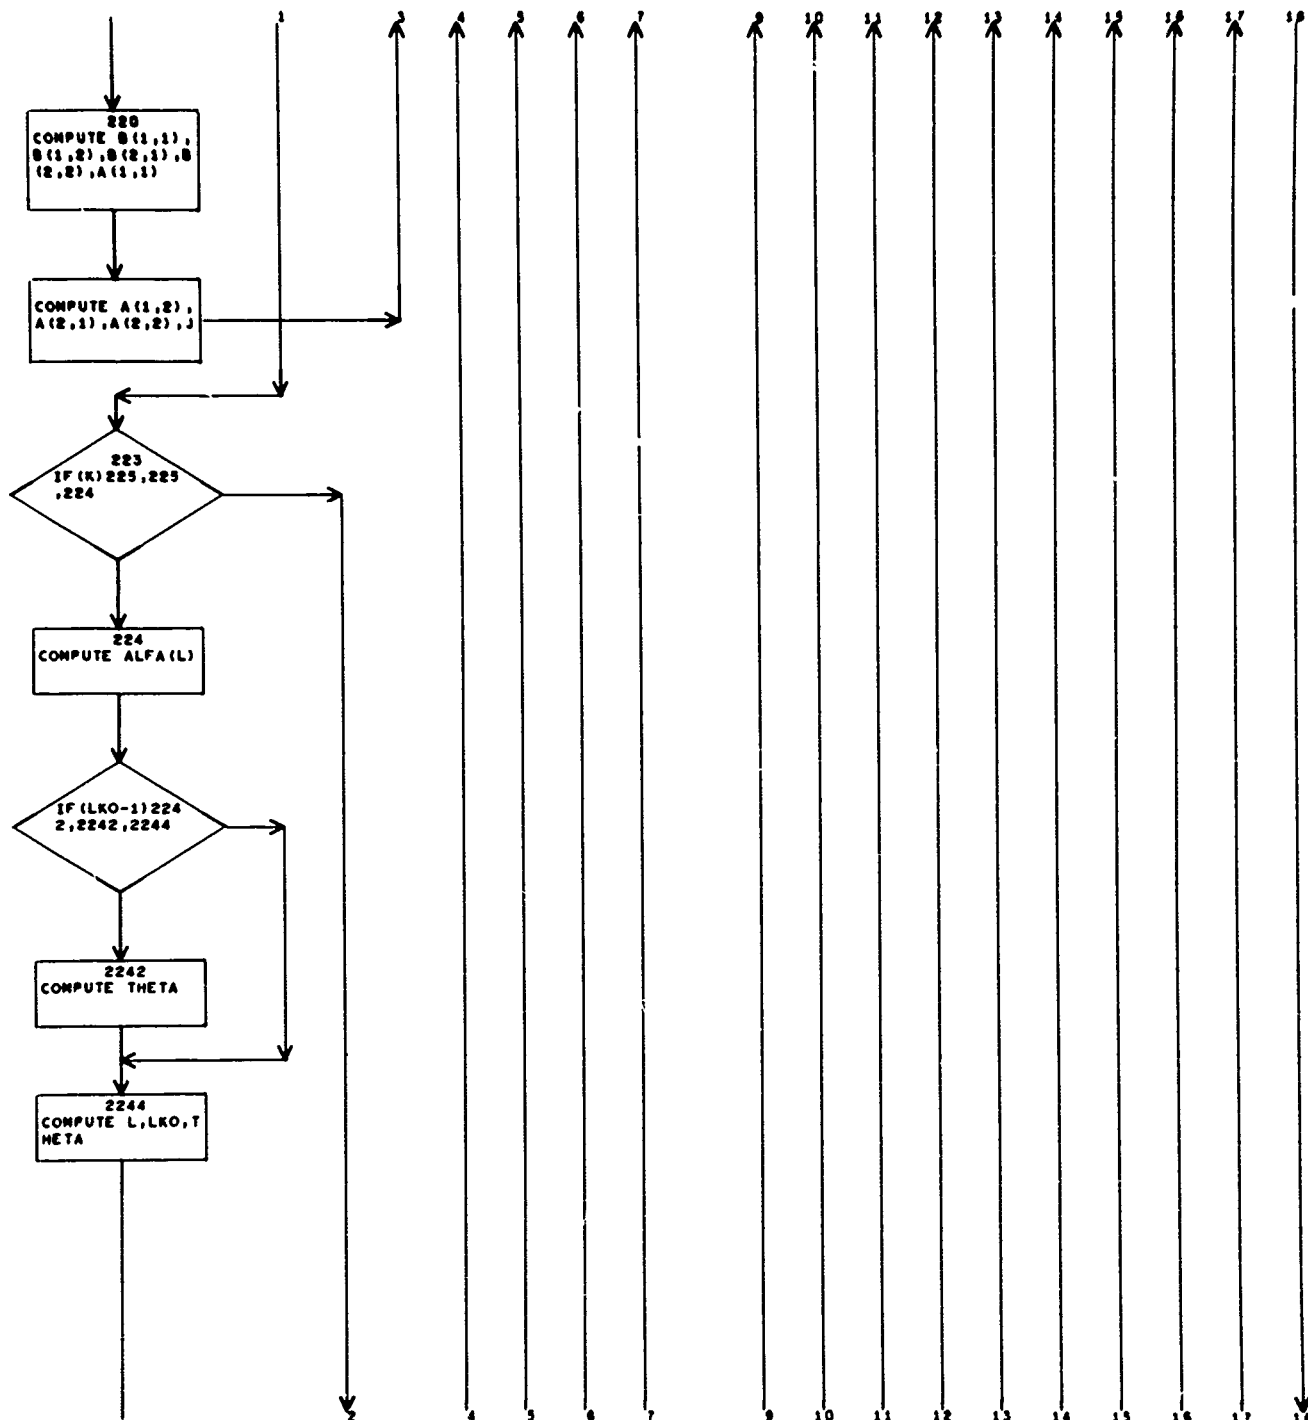 1 3 4 5 6 7 9 10 11 12 13 14 15 16 17 18
220
COMPUTE B(1,1),
B(1,2),B(2,1),B
(2,2),A(1,1)
COMPUTE A(1,2),
A(2,1),A(2,2),J
223
IF(K)225,225
,224
224
COMPUTE ALFA(L)
IF(LKO-1)224
2,2242,2244
2242
COMPUTE THETA
2244
COMPUTE L,LKO,T
HETA
2 4 5 6 7 9 10 11 12 13 14 15 16 17 18